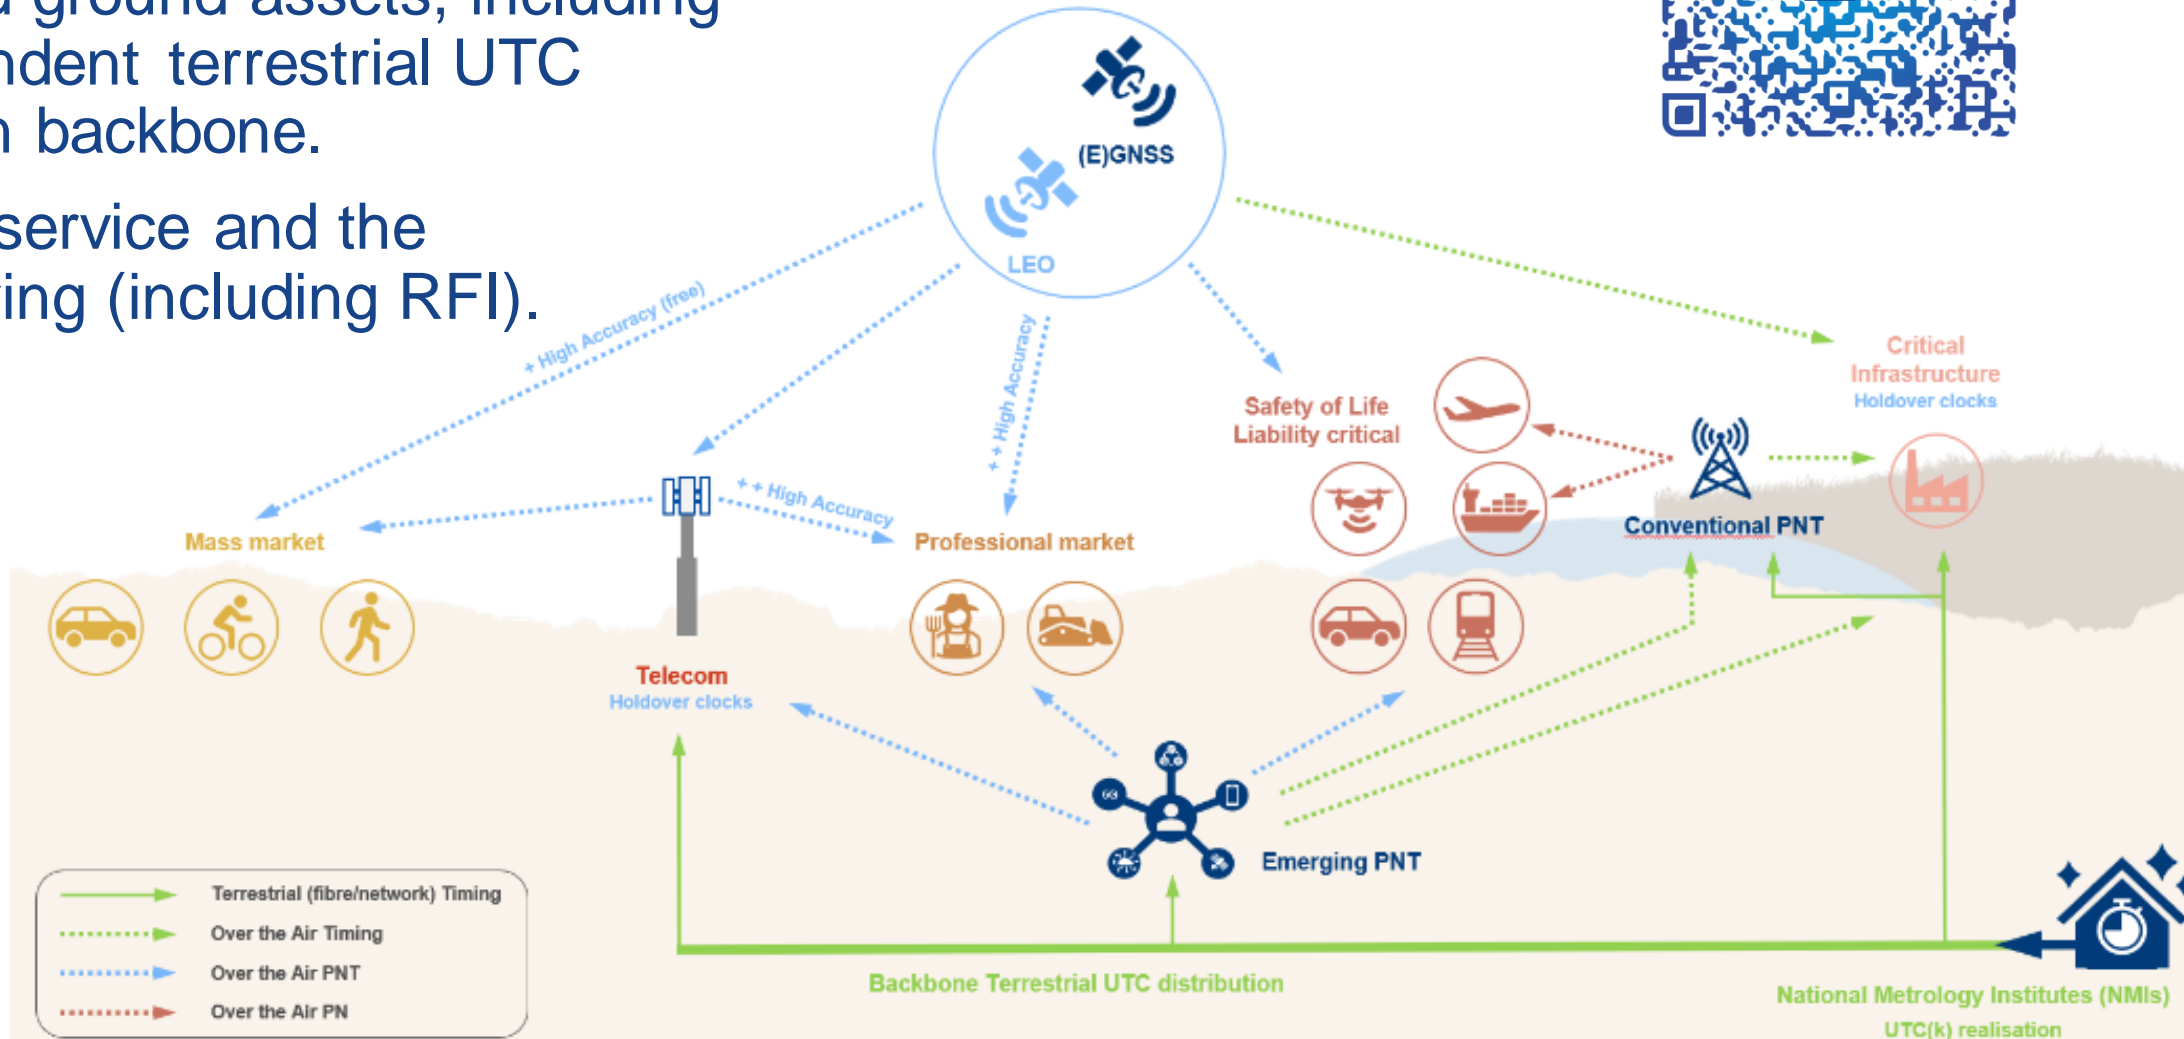 ground assets, including
terrestrial UTC
backbone.
service and the
(including RFI).
(E)GNSS
LEO
+ High Accuracy (free)
+ + High Accuracy
+ + High Accuracy
Critical
Infrastructure
Holdover clocks
Safety of Life
Liability critical
Conventional PNT
Mass market
Professional market
Telecom
Holdover clocks
Emerging PNT
Terrestrial (fibre/network) Timing
Over the Air Timing
Over the Air PNT
Over the Air PN
Backbone Terrestrial UTC distribution
National Metrology Institutes (NMIs)
UTC(k) realisation